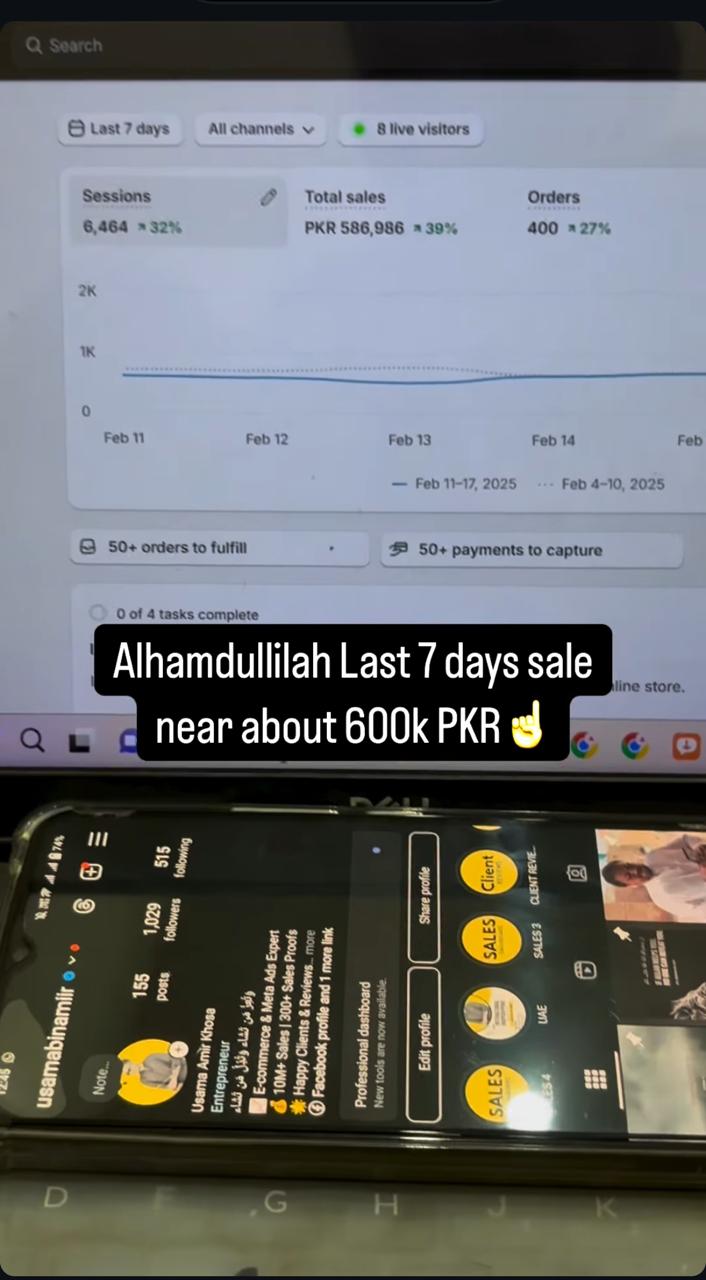 Search
Last 7 days
All channels
8 live visitors
Sessions
6,464 32%
Total sales
PKR 586,986 39%
Orders
400 27%
2K
1K
0
Feb 11
Feb 12
Feb 13
Feb 14
Feb
Feb 11–17, 2025
Feb 4–10, 2025
50+ orders to fulfill
50+ payments to capture
0 of 4 tasks complete
line store.
Alhamdullilah Last 7 days sale
near about 600k PKR ☝️
usamabinamiir
Note...
155
posts
1,029
followers
515
following
Usama Amir Khosa
Entrepreneur
📈 E-commerce & Meta Ads Expert
💰 10M+ Sales | 300+ Sales Proofs
🌟 Happy Clients & Reviews... more
Facebook profile and 1 more link
Professional dashboard
New tools are now available.
Edit profile
Share profile
SALES
SALES
Client
UAE
SALES 3
CLIENT REVIE...
74%
D F G H J K